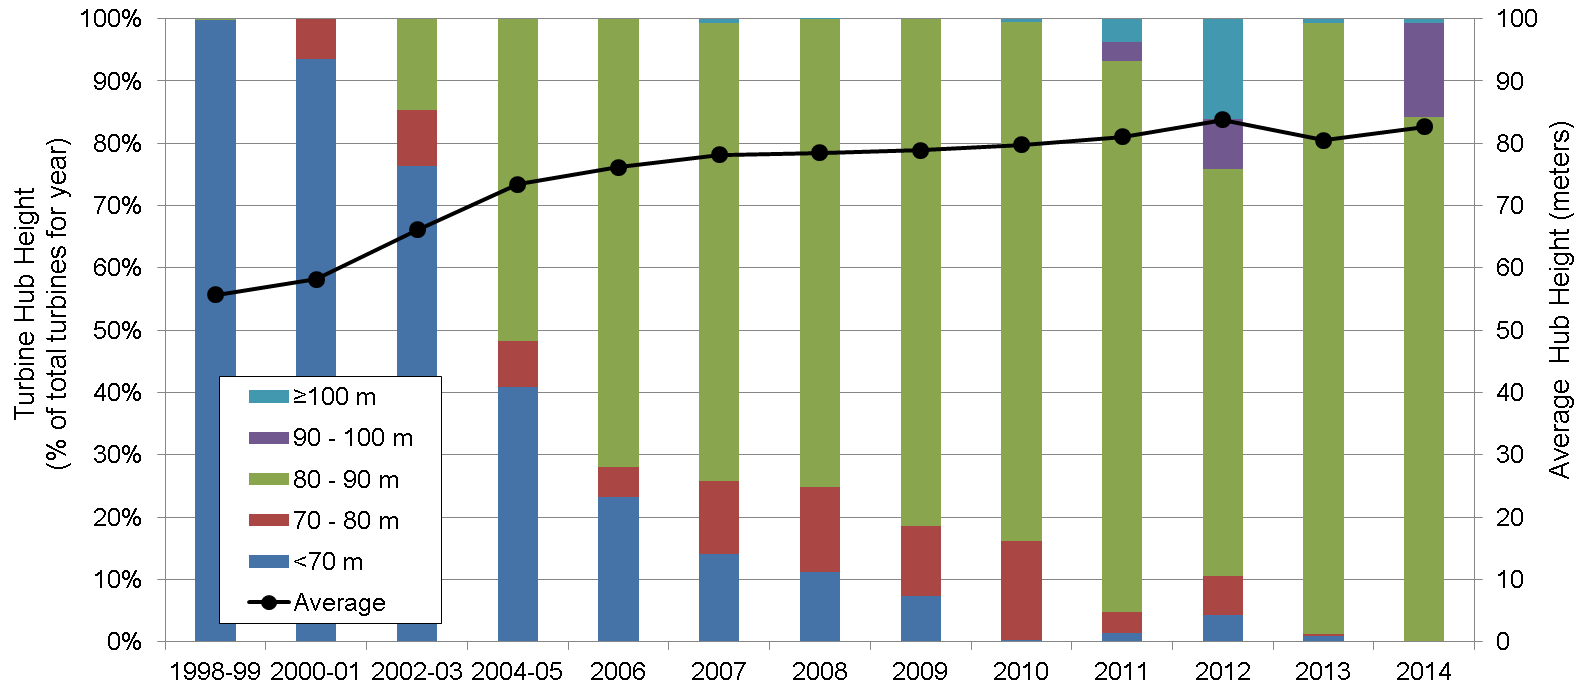 Turbine Hub Height
(% of total turbines for year)
100%
90%
80%
70%
60%
50%
40%
30%
20%
10%
0%
≥100 m
90 - 100 m
80 - 90 m
70 - 80 m
<70 m
Average
1998-99 2000-01 2002-03 2004-05 2006 2007 2008 2009 2010 2011 2012 2013 2014
100
90
80
70
60
50
40
30
20
10
0
Average Hub Height (meters)